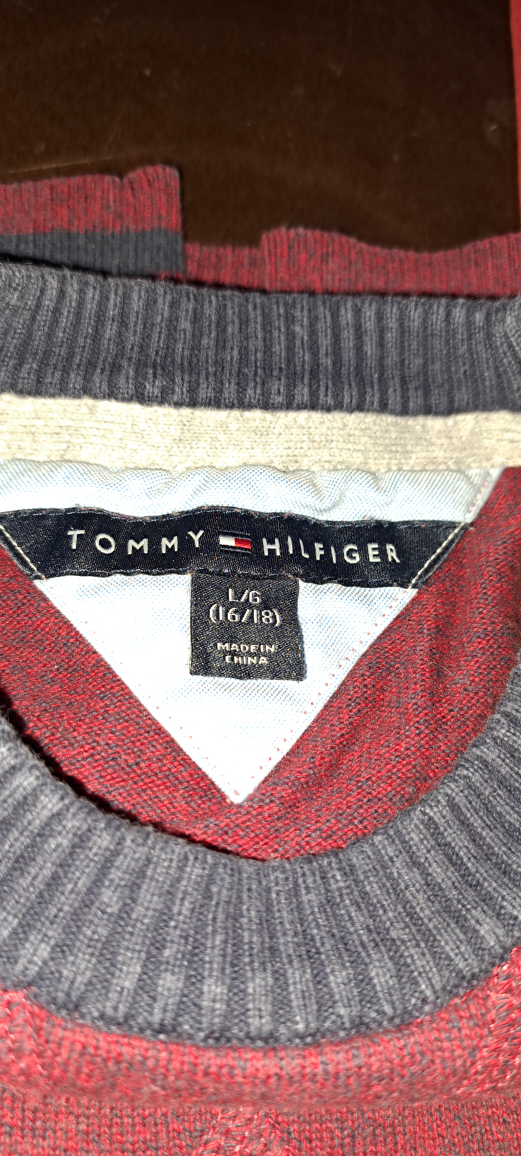 TOMMY HILFIGER
L/G
(16/18)
MADE IN
CHINA